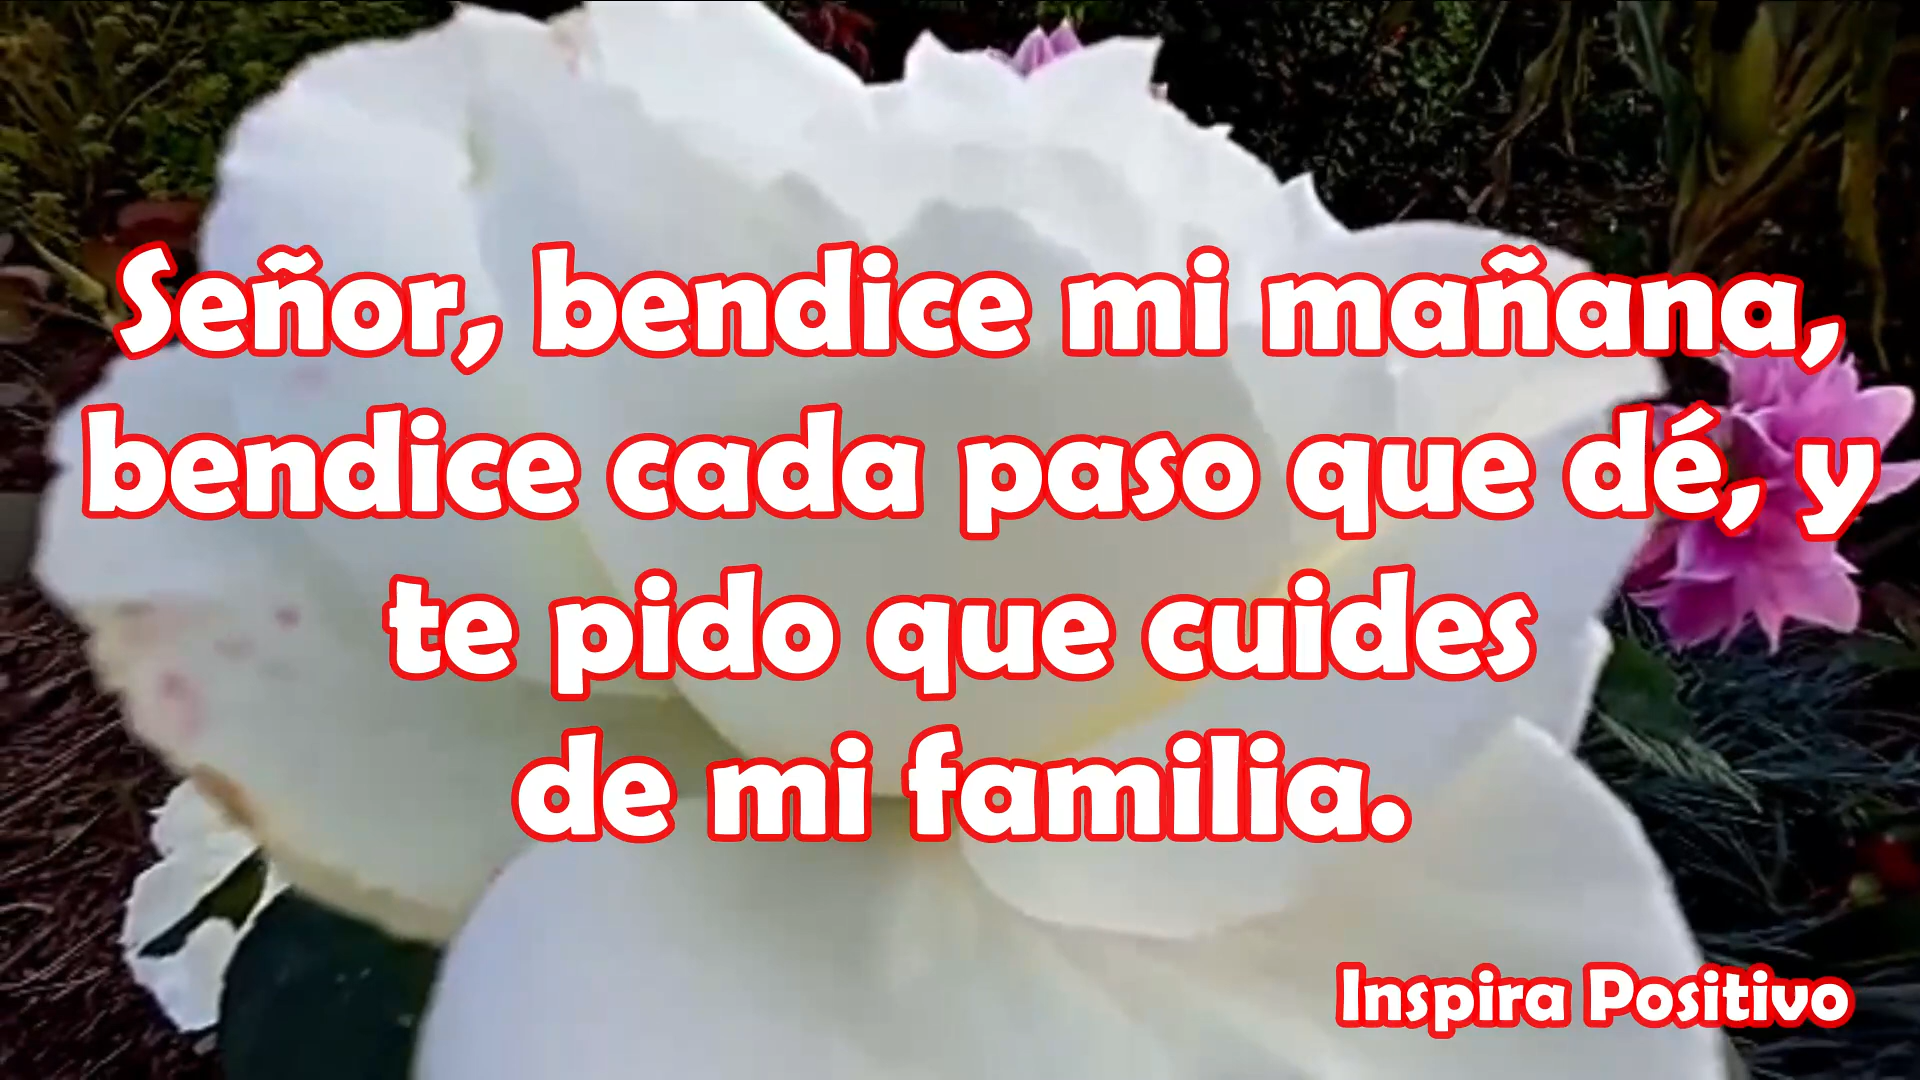 Señor, bendice mi mañana,
bendice cada paso que dé, y
te pido que cuides
de mi familia.
Inspira Positivo